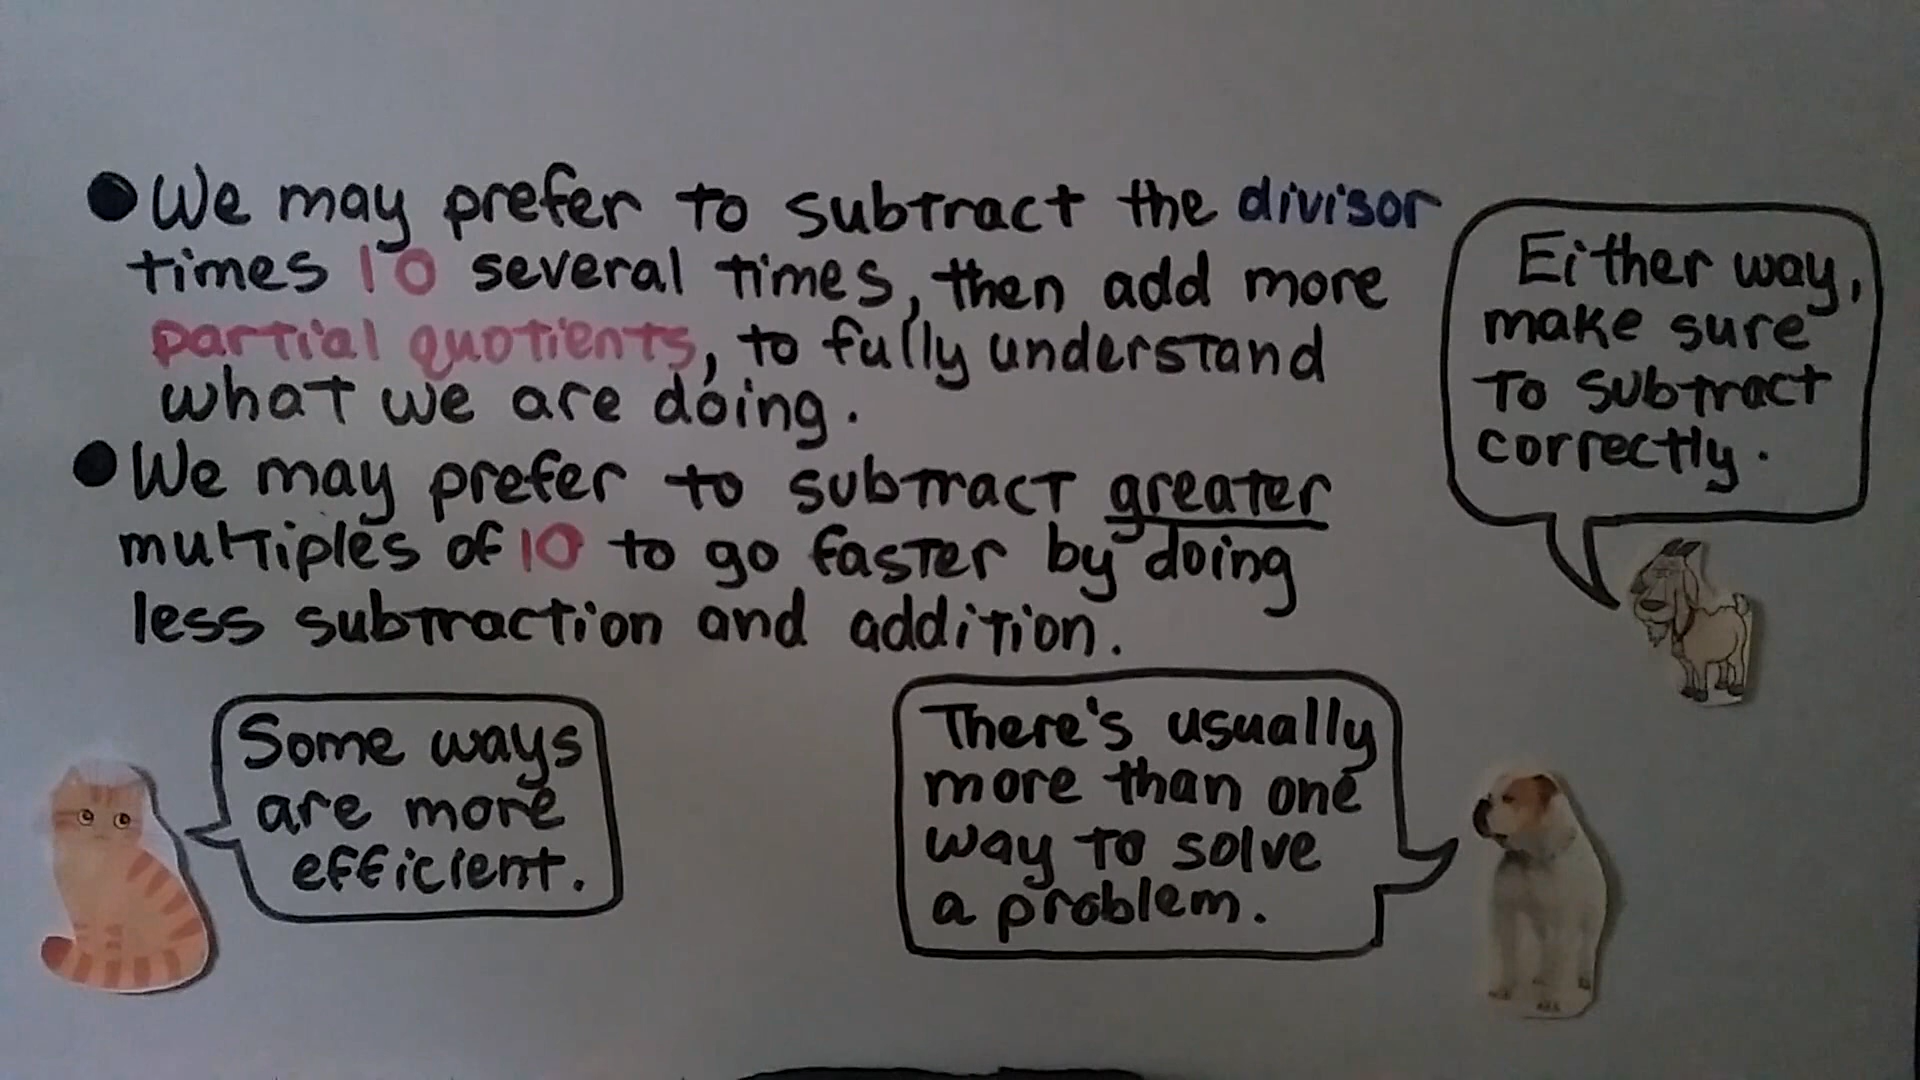 ●We may prefer to subtract the divisor
times 10 several times, then add more
partial quotients, to fully understand
what we are doing.
●We may prefer to subtract greater
multiples of 10 to go faster by doing
less subtraction and addition.
Either way,
make sure
to subtract
correctly.
Some ways
are more
efficient.
There's usually
more than one
way to solve
a problem.